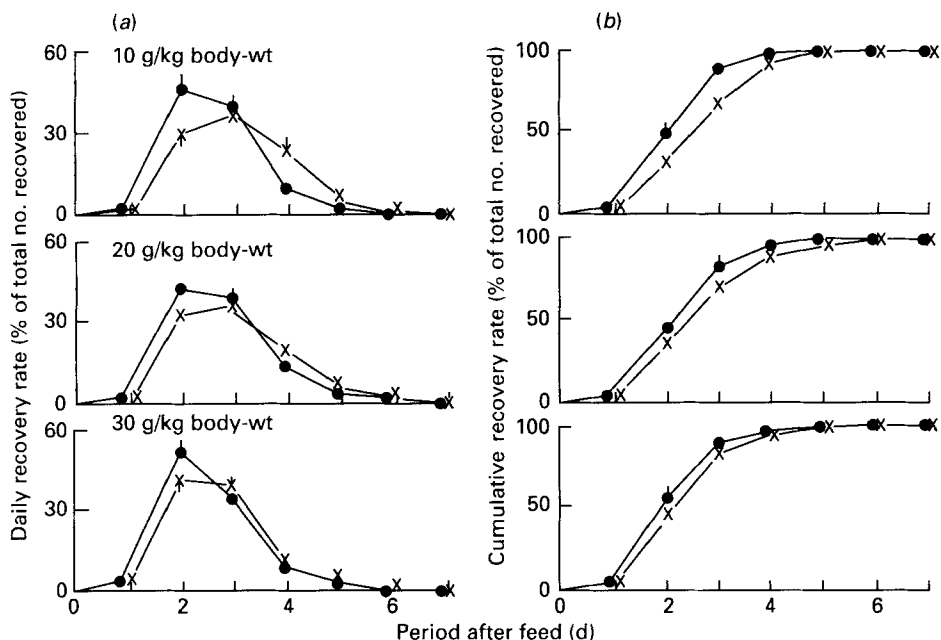 (a)
Daily recovery rate (% of total no. recovered)
60
10 g/kg body-wt
30
0
60
20 g/kg body-wt
30
0
60
30 g/kg body-wt
30
0
0 2 4 6
(b)
Cumulative recovery rate (% of total no. recovered)
100
50
0
100
50
0
100
50
0
0 2 4 6
Period after feed (d)